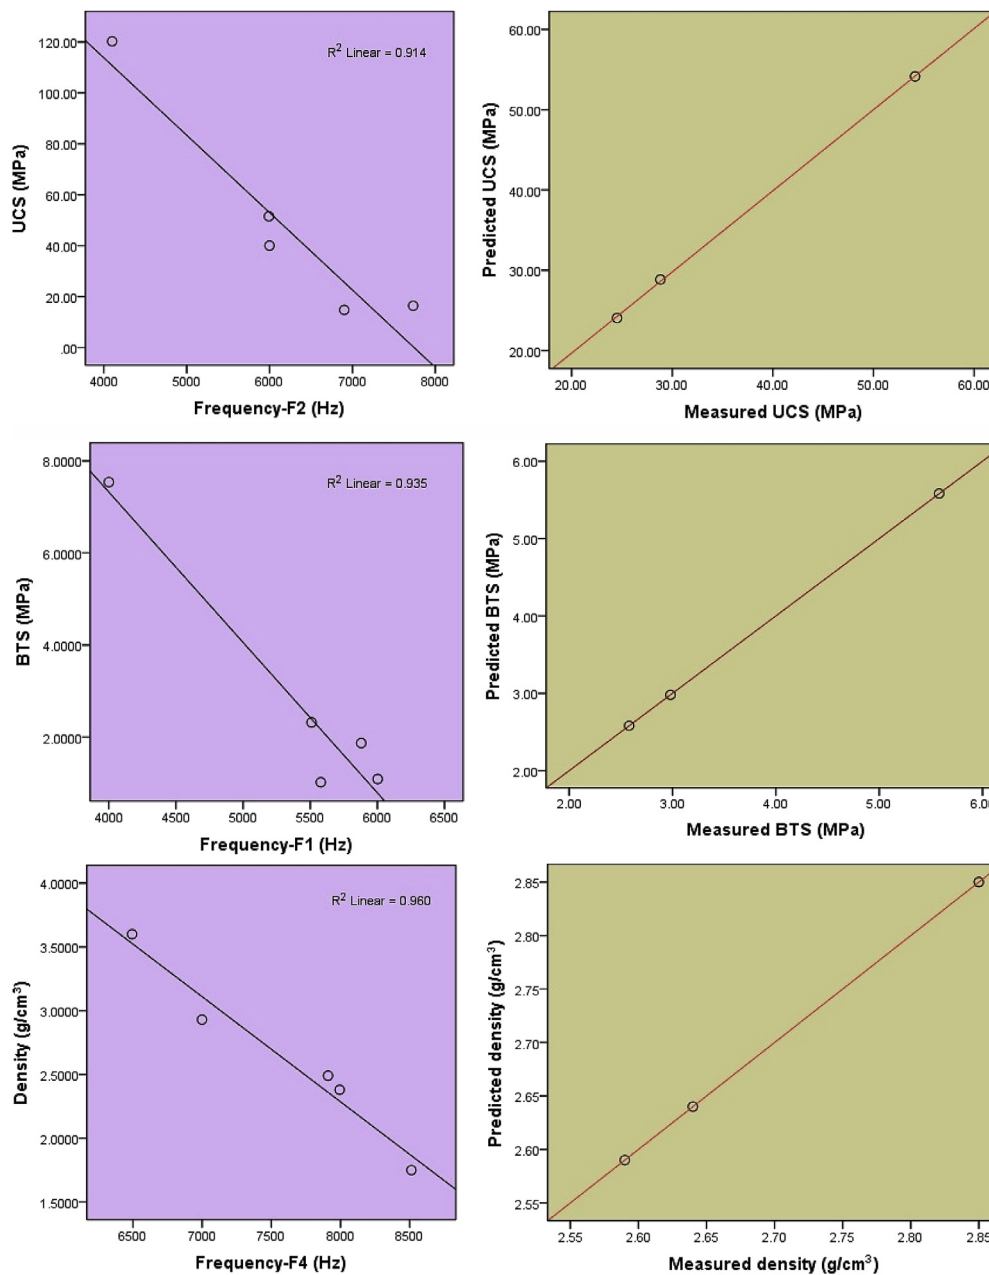 R² Linear = 0.914
UCS (MPa)
120.00
100.00
80.00
60.00
40.00
20.00
.00
4000 5000 6000 7000 8000
Frequency-F2 (Hz)
Predicted UCS (MPa)
60.00
50.00
40.00
30.00
20.00
20.00 30.00 40.00 50.00 60.00
Measured UCS (MPa)
R² Linear = 0.935
BTS (MPa)
8.0000
6.0000
4.0000
2.0000
4000 4500 5000 5500 6000 6500
Frequency-F1 (Hz)
Predicted BTS (MPa)
6.00
5.00
4.00
3.00
2.00
2.00 3.00 4.00 5.00 6.0
Measured BTS (MPa)
R² Linear = 0.960
Density (g/cm³)
4.0000
3.5000
3.0000
2.5000
2.0000
1.5000
6500 7000 7500 8000 8500
Frequency-F4 (Hz)
Predicted density (g/cm³)
2.85
2.80
2.75
2.70
2.65
2.60
2.55
2.55 2.60 2.65 2.70 2.75 2.80 2.85
Measured density (g/cm³)